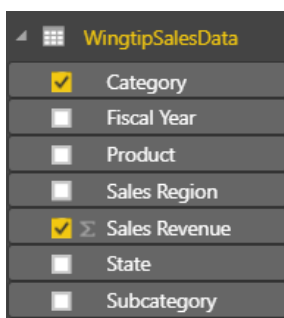 WingtipSalesData
Category
Fiscal Year
Product
Sales Region
Σ Sales Revenue
State
Subcategory